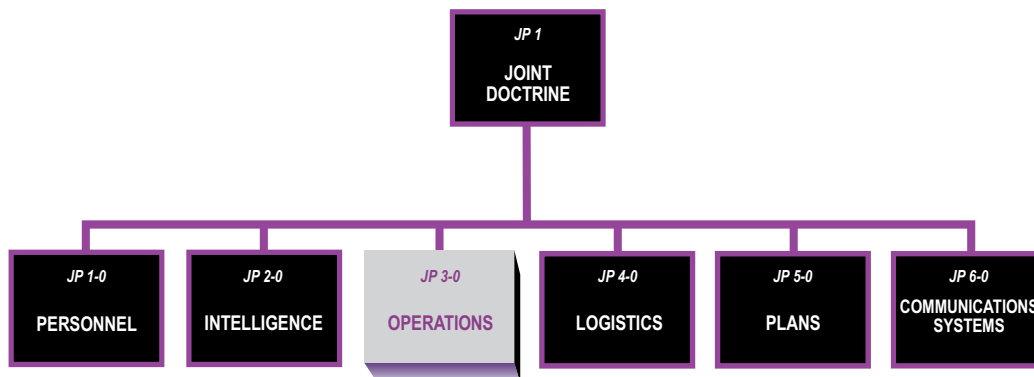 JP 1
JOINT
DOCTRINE
JP 1-0
PERSONNEL
JP 2-0
INTELLIGENCE
JP 3-0
OPERATIONS
JP 4-0
LOGISTICS
JP 5-0
PLANS
JP 6-0
COMMUNICATIONS
SYSTEMS